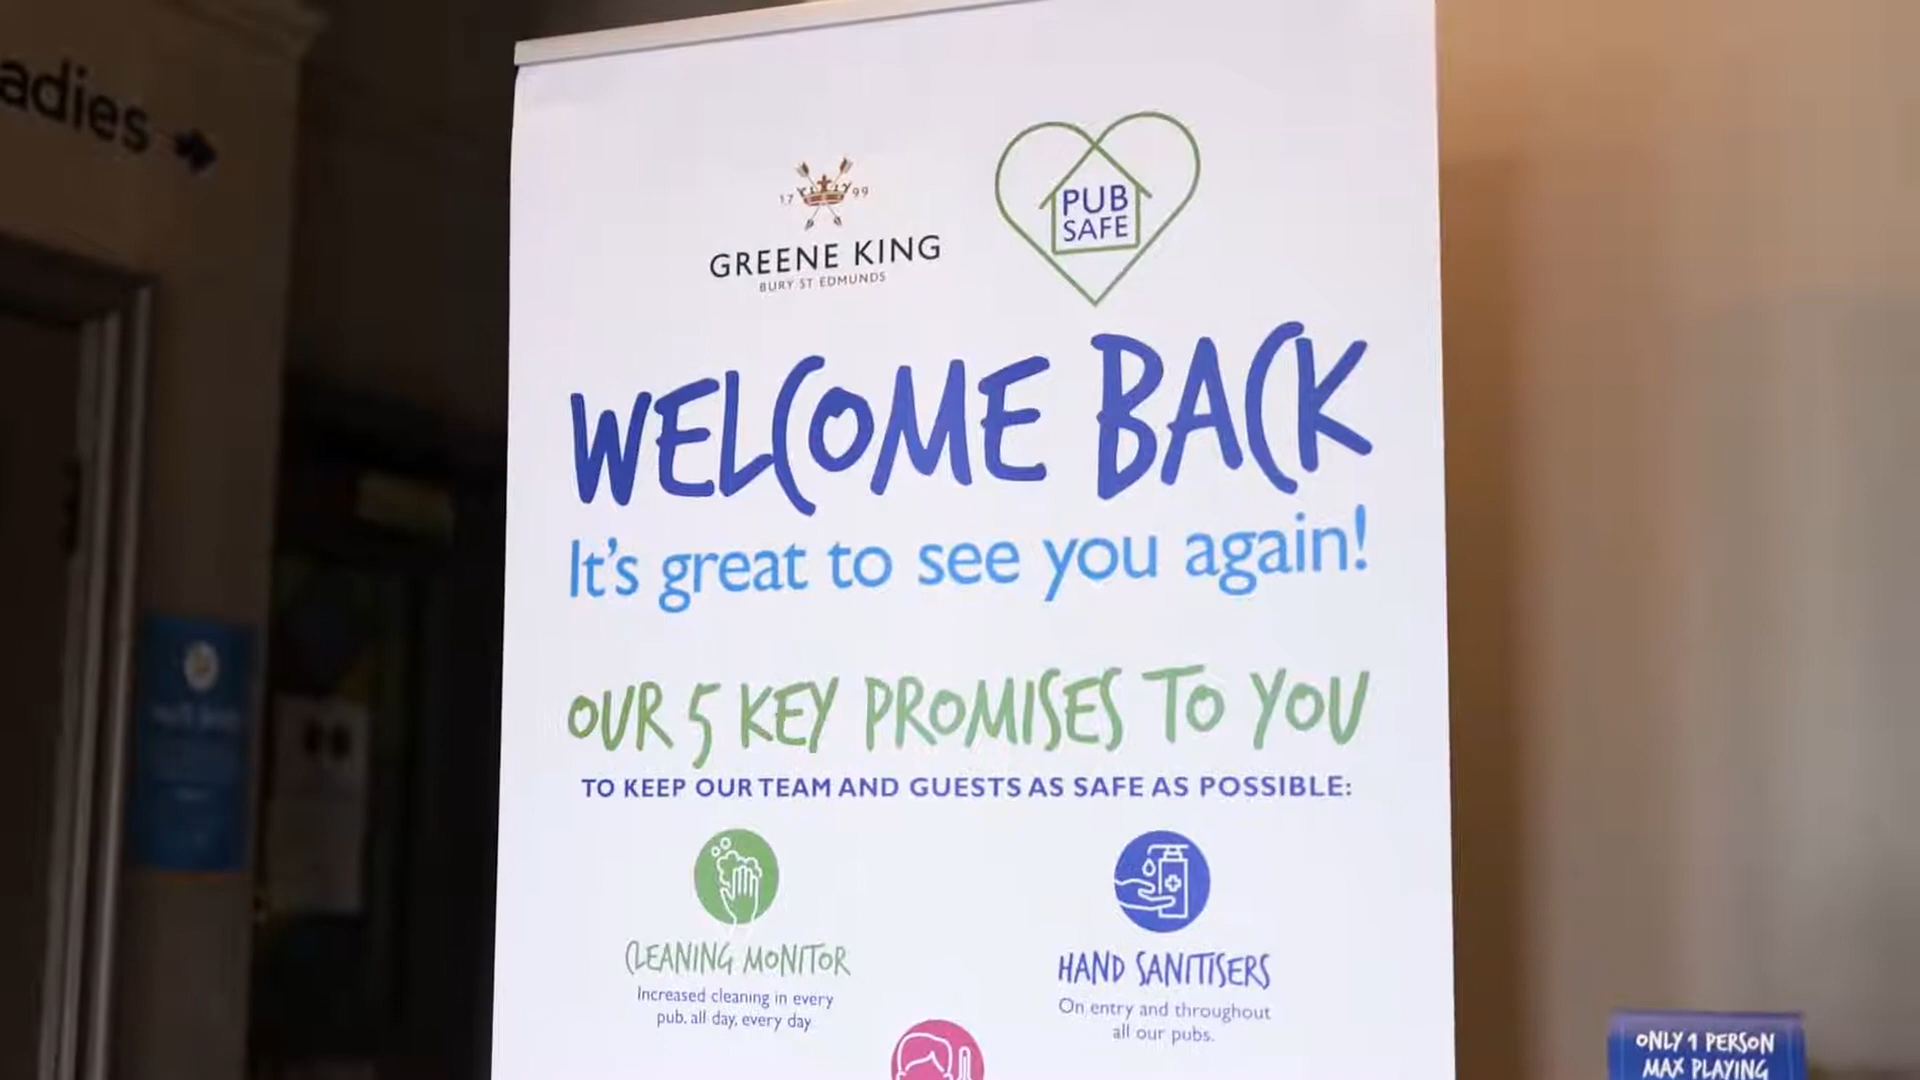 adies
17 99
GREENE KING
BURY ST EDMUNDS
PUB
SAFE
WELCOME BACK
It's great to see you again!
OUR 5 KEY PROMISES TO YOU
TO KEEP OUR TEAM AND GUESTS AS SAFE AS POSSIBLE:
CLEANING MONITOR
Increased cleaning in every
pub, all day, every day
HAND SANITISERS
On entry and throughout
all our pubs.
ONLY 1 PERSON
MAX PLAYING